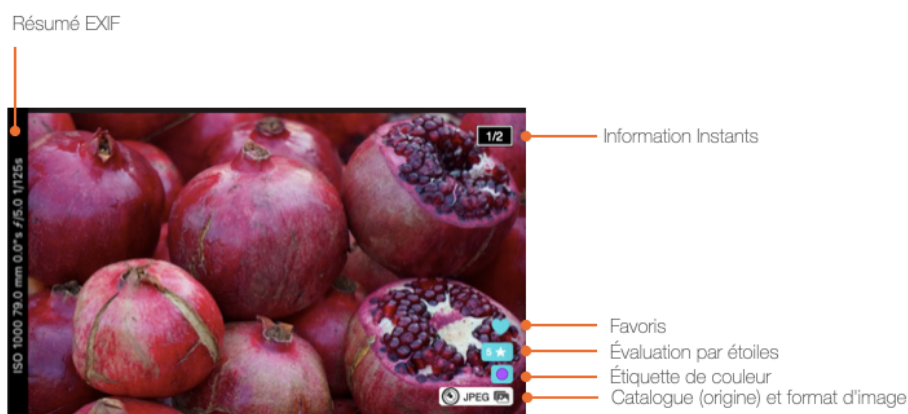 Résumé EXIF
1/2
Information Instants
ISO 1000 79.0 mm 0.0"s ƒ/5.0 1/125s
Favoris
5 ★
Évaluation par étoiles
Étiquette de couleur
JPEG
Catalogue (origine) et format d'image